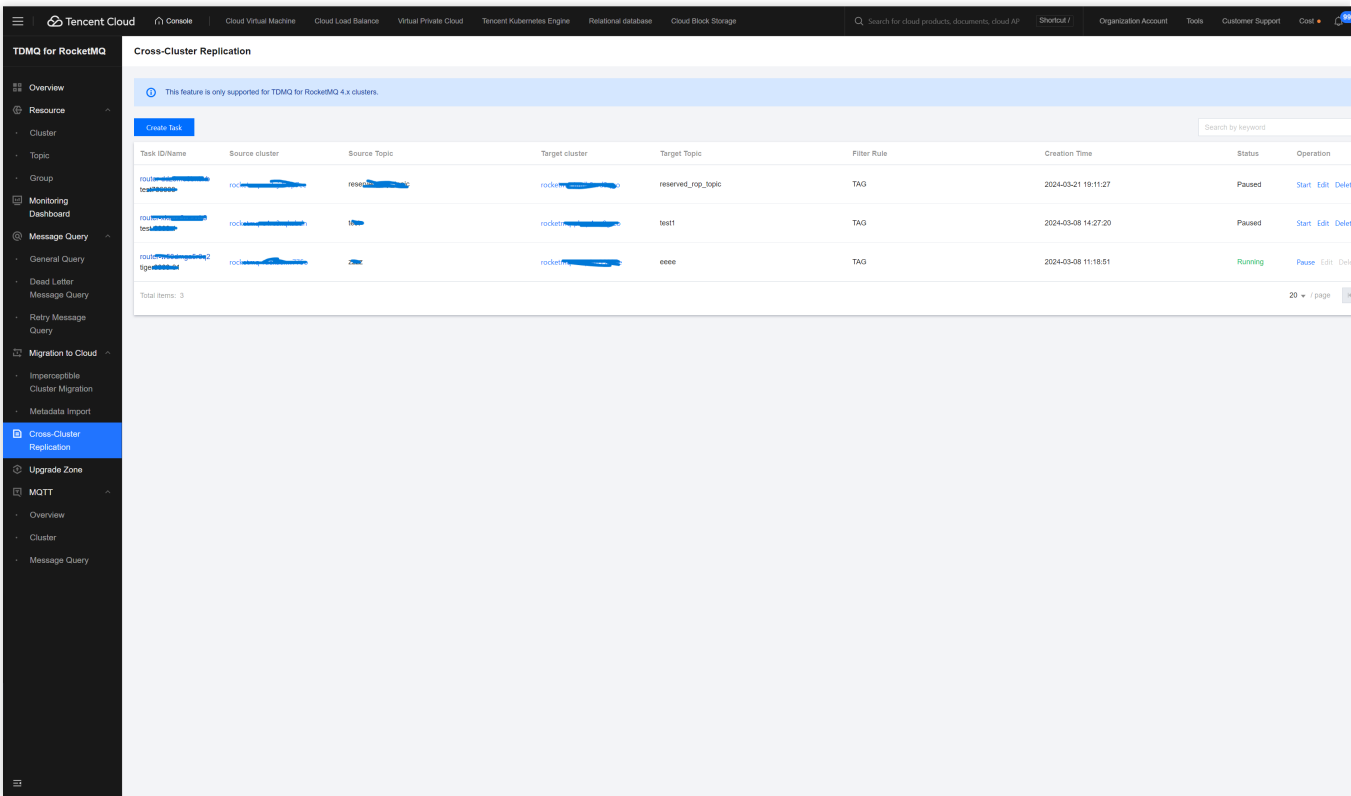 Tencent Cloud
Console
Cloud Virtual Machine
Cloud Load Balance
Virtual Private Cloud
Tencent Kubernetes Engine
Relational database
Cloud Block Storage
Search for cloud products, documents, cloud AP
Shortcut /
Organization Account
Tools
Customer Support
Cost
99
TDMQ for RocketMQ
Overview
Resource
Cluster
Topic
Group
Monitoring
Dashboard
Message Query
General Query
Dead Letter
Message Query
Retry Message
Query
Migration to Cloud
Imperceptible
Cluster Migration
Metadata Import
Cross-Cluster
Replication
Upgrade Zone
MQTT
Overview
Cluster
Message Query
Cross-Cluster Replication
This feature is only supported for TDMQ for RocketMQ 4.x clusters.
Create Task
Search by keyword
Task ID/Name Source cluster Source Topic Target cluster Target Topic Filter Rule Creation Time Status Operation
reserved_rop_topic TAG 2024-03-21 19:11:27 Paused Start Edit Delet
test1 TAG 2024-03-08 14:27:20 Paused Start Edit Delet
eeee TAG 2024-03-08 11:18:51 Running Pause Edit Dele
Total items: 3
20 / page